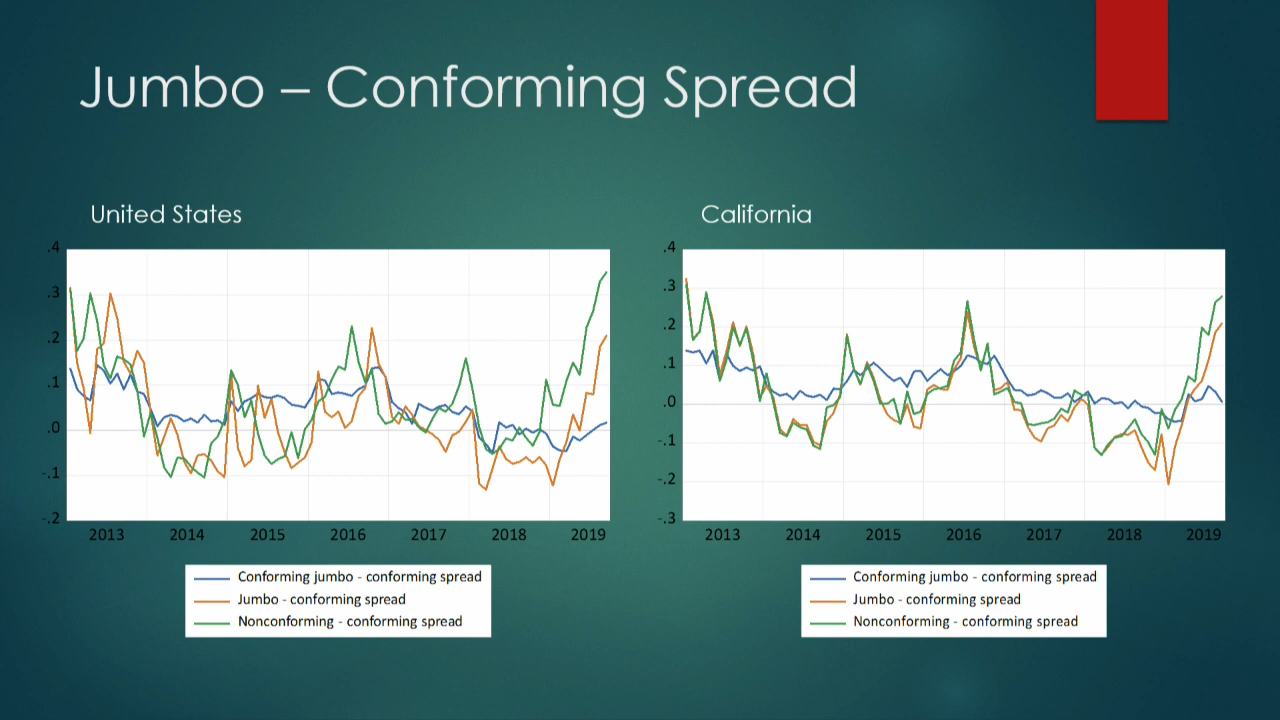 Jumbo – Conforming Spread
United States
.4
.3
.2
.1
.0
-.1
-.2
2013 2014 2015 2016 2017 2018 2019
Conforming jumbo - conforming spread
Jumbo - conforming spread
Nonconforming - conforming spread
California
.4
.3
.2
.1
.0
-.1
-.2
-.3
2013 2014 2015 2016 2017 2018 2019
Conforming jumbo - conforming spread
Jumbo - conforming spread
Nonconforming - conforming spread